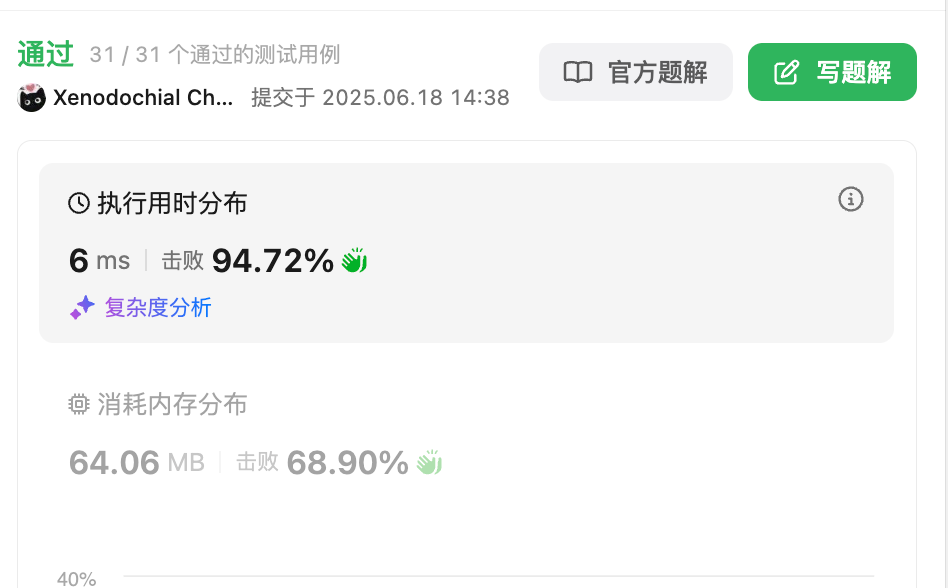 通过 31 / 31 个通过的测试用例
Xenodochial Ch... 提交于 2025.06.18 14:38
官方题解
写题解
执行用时分布
6 ms 击败 94.72%
复杂度分析
消耗内存分布
64.06 MB 击败 68.90%
40%